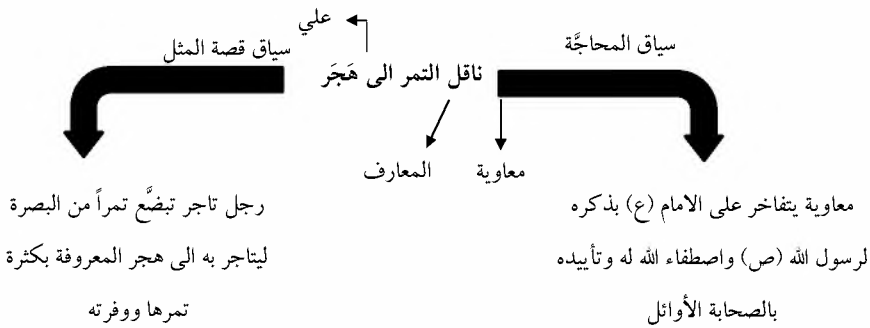 علي
سياق المحاجَّة
سياق قصة المثل
ناقل التمر الى هَجَر
معاوية
المعارف
معاوية يتفاخر على الامام (ع) بذكره
لرسول الله (ص) واصطفاء الله له وتأييده
بالصحابة الأوائل
رجل تاجر تبضَّع تمراً من البصرة
ليتاجر به الى هجر المعروفة بكثرة
تمرها ووفرته